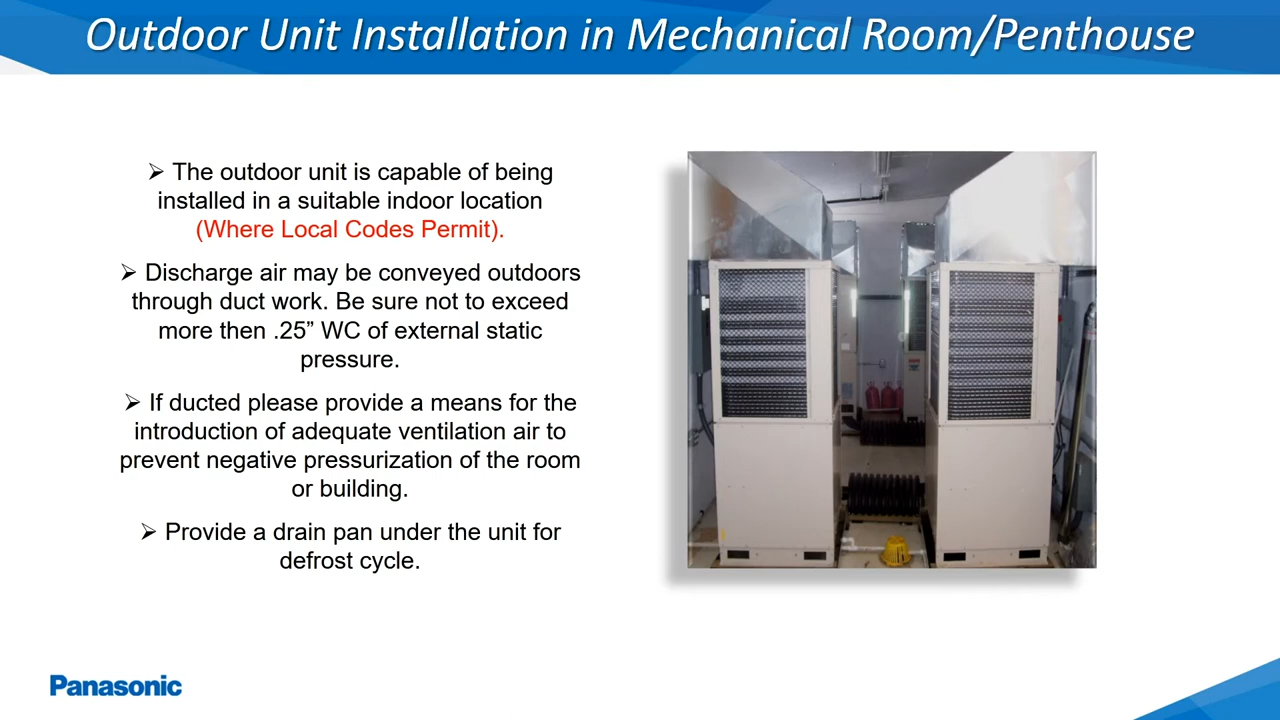 Outdoor Unit Installation in Mechanical Room/Penthouse
➢ The outdoor unit is capable of being
installed in a suitable indoor location
(Where Local Codes Permit).
➢ Discharge air may be conveyed outdoors
through duct work. Be sure not to exceed
more then .25” WC of external static
pressure.
➢ If ducted please provide a means for the
introduction of adequate ventilation air to
prevent negative pressurization of the room
or building.
➢ Provide a drain pan under the unit for
defrost cycle.
Panasonic